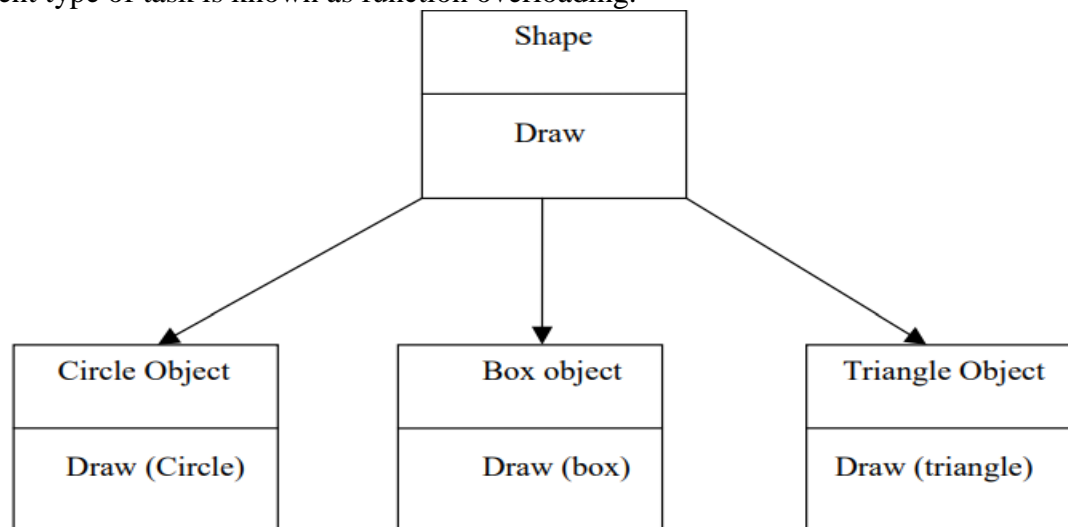 type of task is known as function overloading.
Shape
Draw
Circle Object
Box object
Triangle Object
Draw (Circle)
Draw (box)
Draw (triangle)